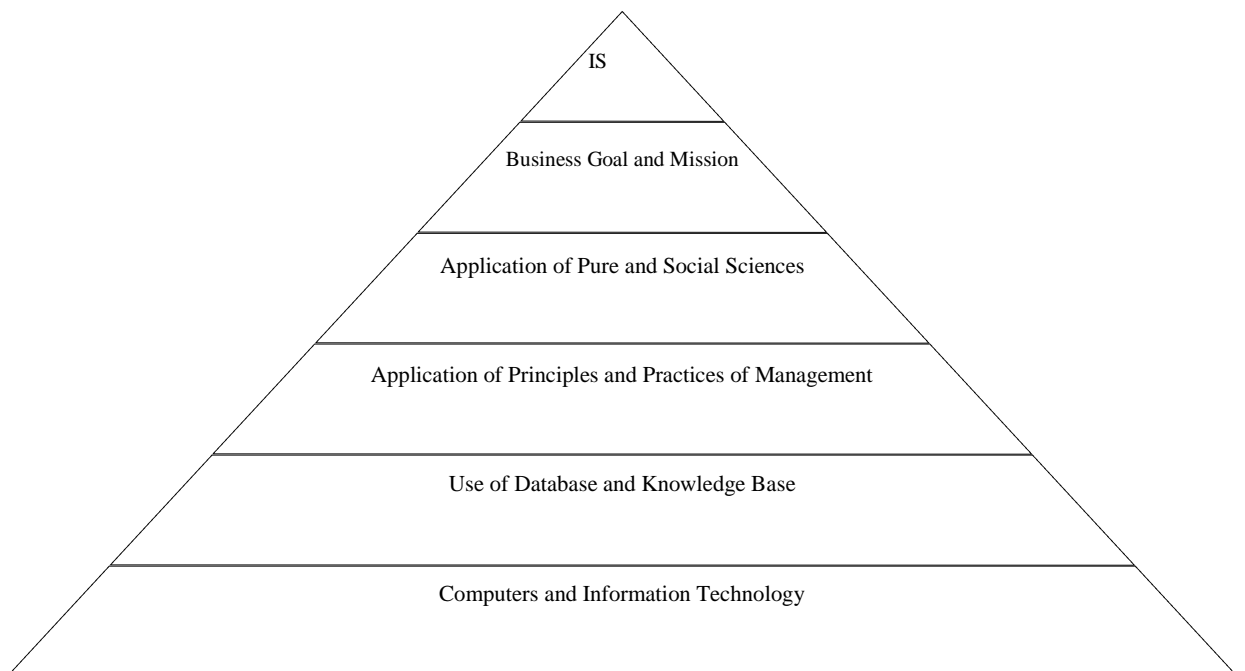 IS
Business Goal and Mission
Application of Pure and Social Sciences
Application of Principles and Practices of Management
Use of Database and Knowledge Base
Computers and Information Technology